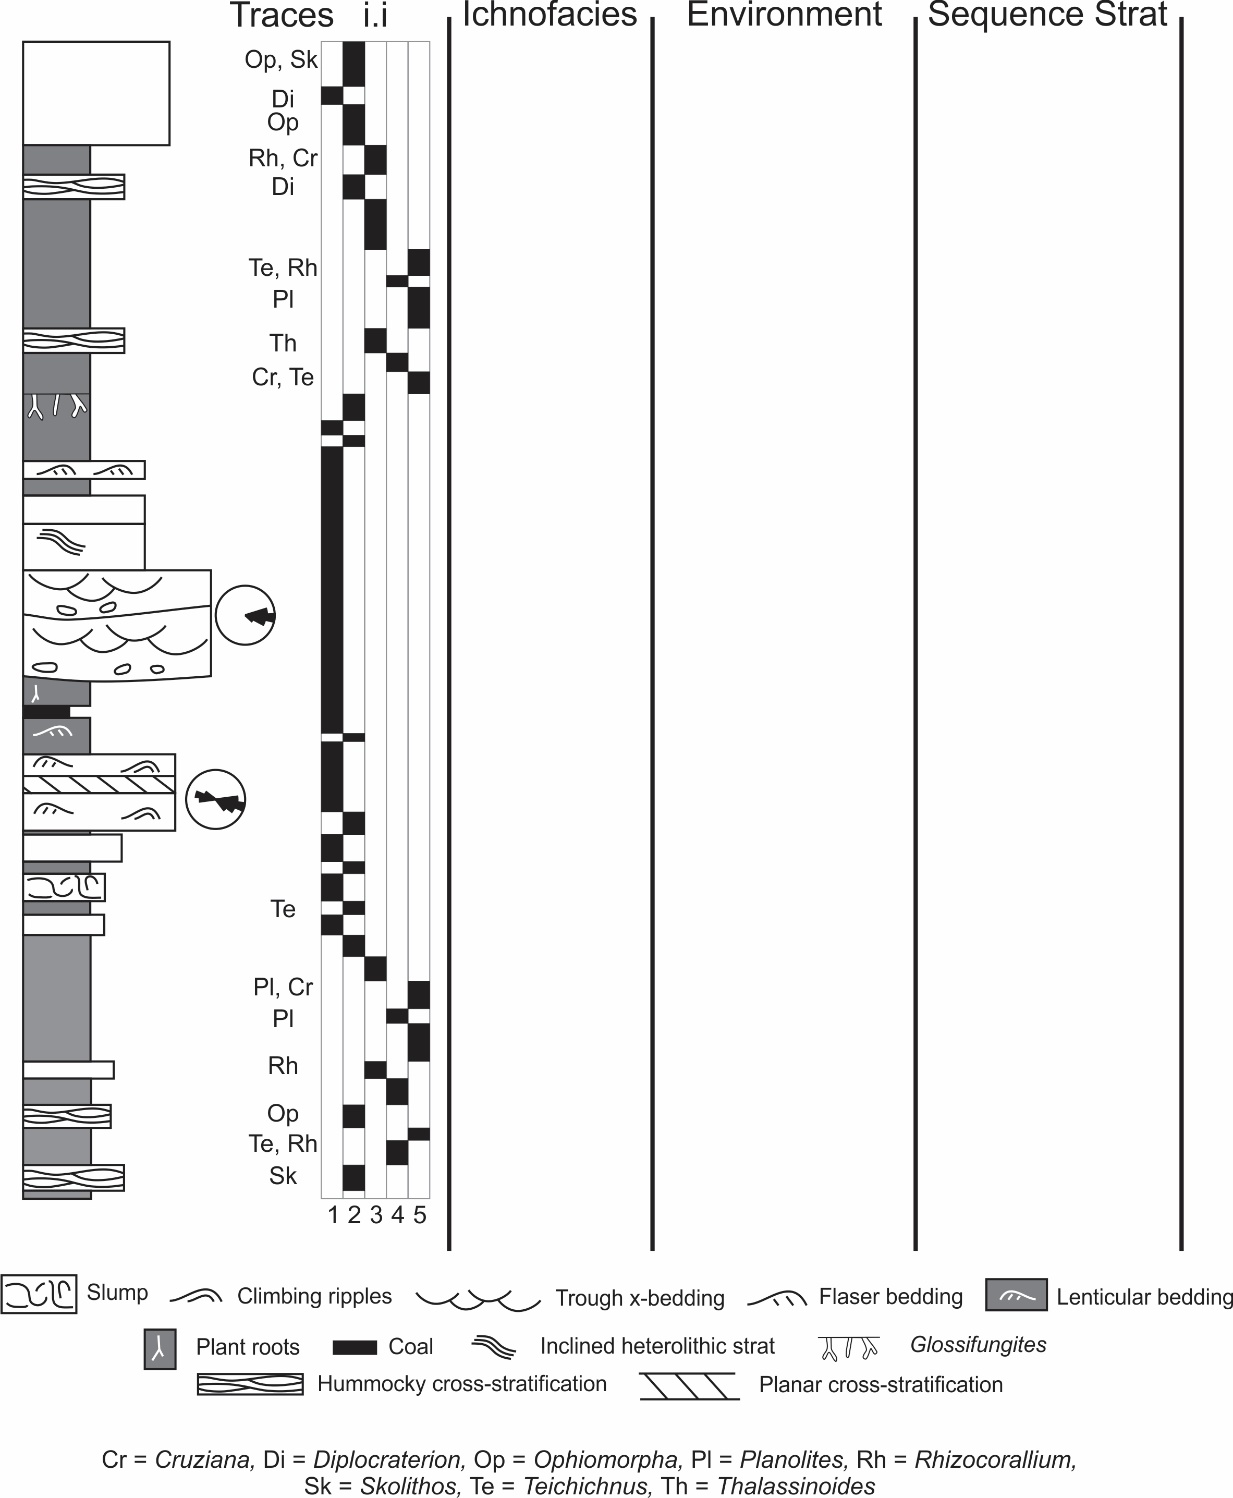 Traces i.i Ichnofacies Environment Sequence Strat
Op, Sk
Di
Op
Rh, Cr
Di
Te, Rh
Pl
Th
Cr, Te
Te
Pl, Cr
Pl
Rh
Op
Te, Rh
Sk
1 2 3 4 5
Slump Climbing ripples Trough x-bedding Flaser bedding Lenticular bedding
Plant roots Coal Inclined heterolithic strat Glossifungites
Hummocky cross-stratification Planar cross-stratification
Cr = Cruziana, Di = Diplocraterion, Op = Ophiomorpha, Pl = Planolites, Rh = Rhizocorallium,
Sk = Skolithos, Te = Teichichnus, Th = Thalassinoides